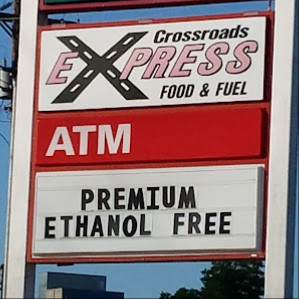 Crossroads
EXPRESS
FOOD & FUEL
ATM
PREMIUM
ETHANOL FREE